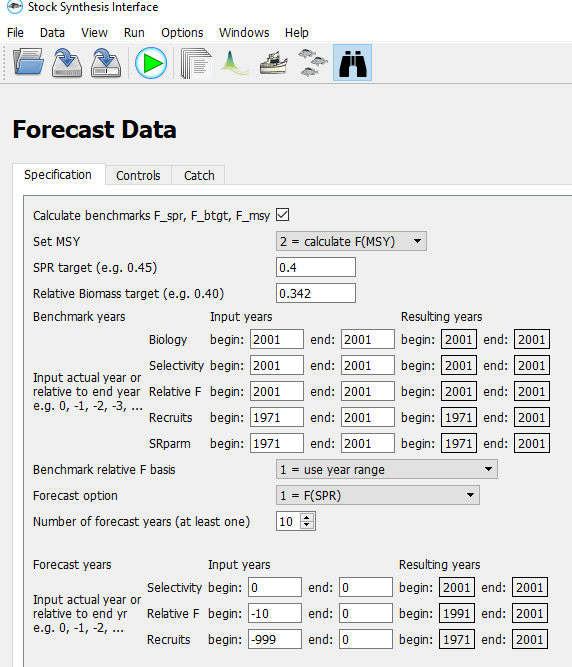 Stock Synthesis Interface
File Data View Run Options Windows Help
Forecast Data
Specification Controls Catch
Calculate benchmarks F_spr, F_btgt, F_msy
Set MSY 2 = calculate F(MSY)
SPR target (e.g. 0.45) 0.4
Relative Biomass target (e.g. 0.40) 0.342
Benchmark years Input years Resulting years
Biology begin: 2001 end: 2001 begin: 2001 end: 2001
Selectivity begin: 2001 end: 2001 begin: 2001 end: 2001
Input actual year or
relative to end year
e.g. 0, -1, -2, -3, ...
Relative F begin: 2001 end: 2001 begin: 2001 end: 2001
Recruits begin: 1971 end: 2001 begin: 1971 end: 2001
SRparm begin: 1971 end: 2001 begin: 1971 end: 2001
Benchmark relative F basis 1 = use year range
Forecast option 1 = F(SPR)
Number of forecast years (at least one) 10
Forecast years Input years Resulting years
Selectivity begin: 0 end: 0 begin: 2001 end: 2001
Input actual year or
relative to end yr
e.g. 0, -1, -2, ...
Relative F begin: -10 end: 0 begin: 1991 end: 2001
Recruits begin: -999 end: 0 begin: 1971 end: 2001